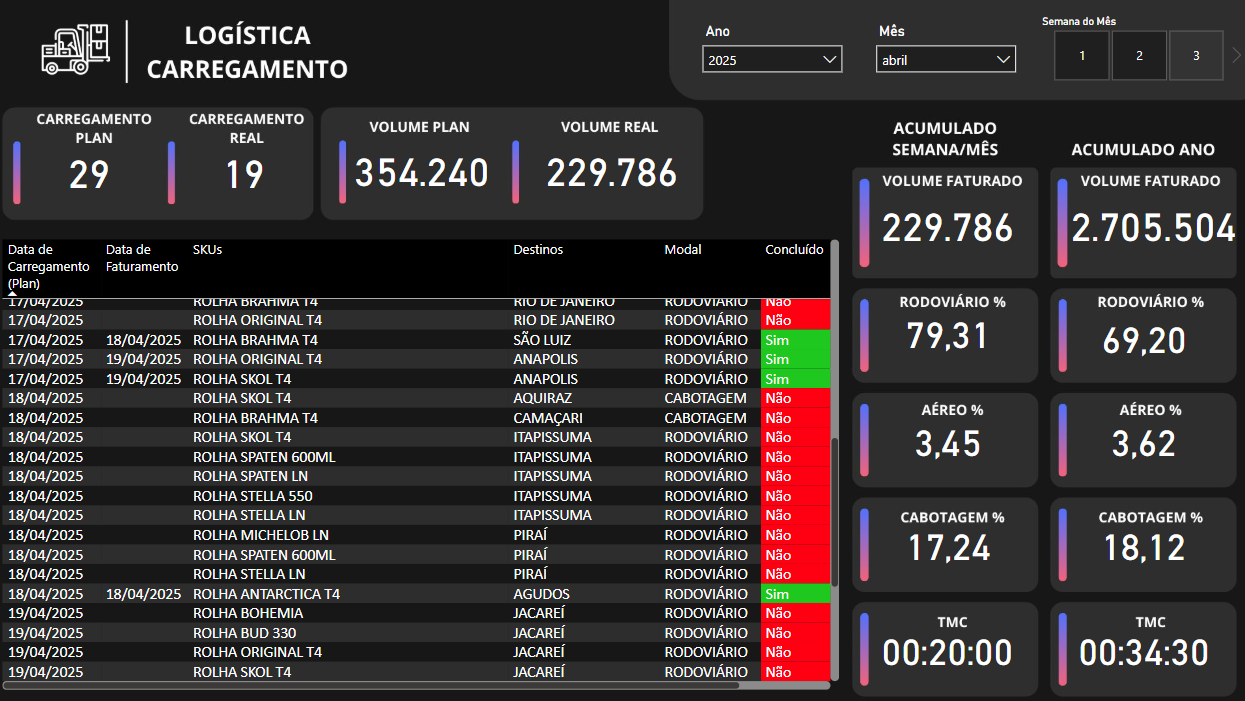 LOGÍSTICA
CARREGAMENTO
Ano
2025
Mês
abril
Semana do Mês
1 2 3
CARREGAMENTO
PLAN
29
CARREGAMENTO
REAL
19
VOLUME PLAN
354.240
VOLUME REAL
229.786
ACUMULADO
SEMANA/MÊS
ACUMULADO ANO
VOLUME FATURADO
229.786
VOLUME FATURADO
2.705.504
RODOVIÁRIO %
79,31
RODOVIÁRIO %
69,20
AÉREO %
3,45
AÉREO %
3,62
CABOTAGEM %
17,24
CABOTAGEM %
18,12
TMC
00:20:00
TMC
00:34:30
Data de Carregamento (Plan) Data de Faturamento SKUs Destinos Modal Concluído
17/04/2025 ROLHA BRAHMA T4 RIO DE JANEIRO RODOVIÁRIO Não
17/04/2025 ROLHA ORIGINAL T4 RIO DE JANEIRO RODOVIÁRIO Não
17/04/2025 18/04/2025 ROLHA BRAHMA T4 SÃO LUIZ RODOVIÁRIO Sim
17/04/2025 19/04/2025 ROLHA ORIGINAL T4 ANAPOLIS RODOVIÁRIO Sim
17/04/2025 19/04/2025 ROLHA SKOL T4 ANAPOLIS RODOVIÁRIO Sim
18/04/2025 ROLHA SKOL T4 AQUIRAZ CABOTAGEM Não
18/04/2025 ROLHA BRAHMA T4 CAMAÇARI CABOTAGEM Não
18/04/2025 ROLHA SKOL T4 ITAPISSUMA RODOVIÁRIO Não
18/04/2025 ROLHA SPATEN 600ML ITAPISSUMA RODOVIÁRIO Não
18/04/2025 ROLHA SPATEN LN ITAPISSUMA RODOVIÁRIO Não
18/04/2025 ROLHA STELLA 550 ITAPISSUMA RODOVIÁRIO Não
18/04/2025 ROLHA STELLA LN ITAPISSUMA RODOVIÁRIO Não
18/04/2025 ROLHA MICHELOB LN PIRAÍ RODOVIÁRIO Não
18/04/2025 ROLHA SPATEN 600ML PIRAÍ RODOVIÁRIO Não
18/04/2025 ROLHA STELLA LN PIRAÍ RODOVIÁRIO Não
18/04/2025 18/04/2025 ROLHA ANTARCTICA T4 AGUDOS RODOVIÁRIO Sim
19/04/2025 ROLHA BOHEMIA JACAREÍ RODOVIÁRIO Não
19/04/2025 ROLHA BUD 330 JACAREÍ RODOVIÁRIO Não
19/04/2025 ROLHA ORIGINAL T4 JACAREÍ RODOVIÁRIO Não
19/04/2025 ROLHA SKOL T4 JACAREÍ RODOVIÁRIO Não